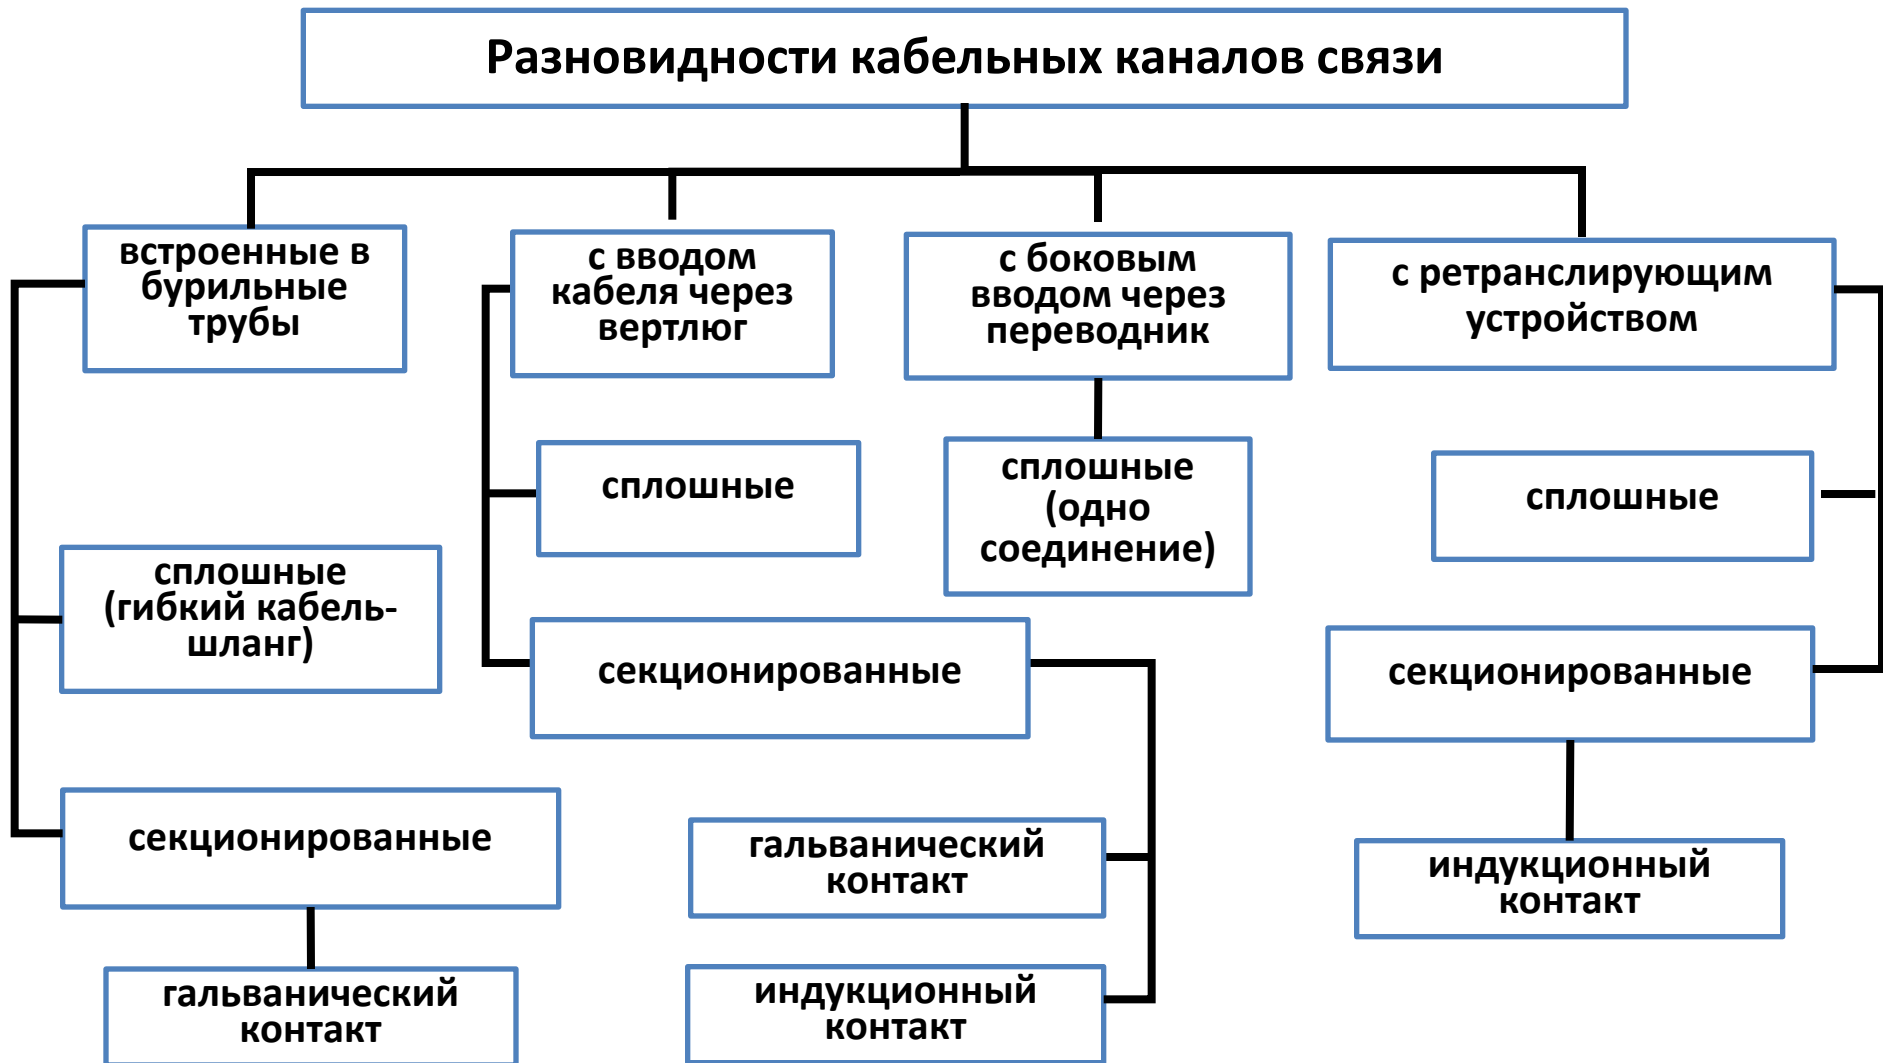 Разновидности кабельных каналов связи
встроенные в
бурильные
трубы
с вводом
кабеля через
вертлюг
с боковым
вводом через
переводник
с ретранслирующим
устройством
сплошные
сплошные
(одно
соединение)
сплошные
сплошные
(гибкий кабель-
шланг)
секционированные
секционированные
секционированные
гальванический
контакт
индукционный
контакт
гальванический
контакт
индукционный
контакт